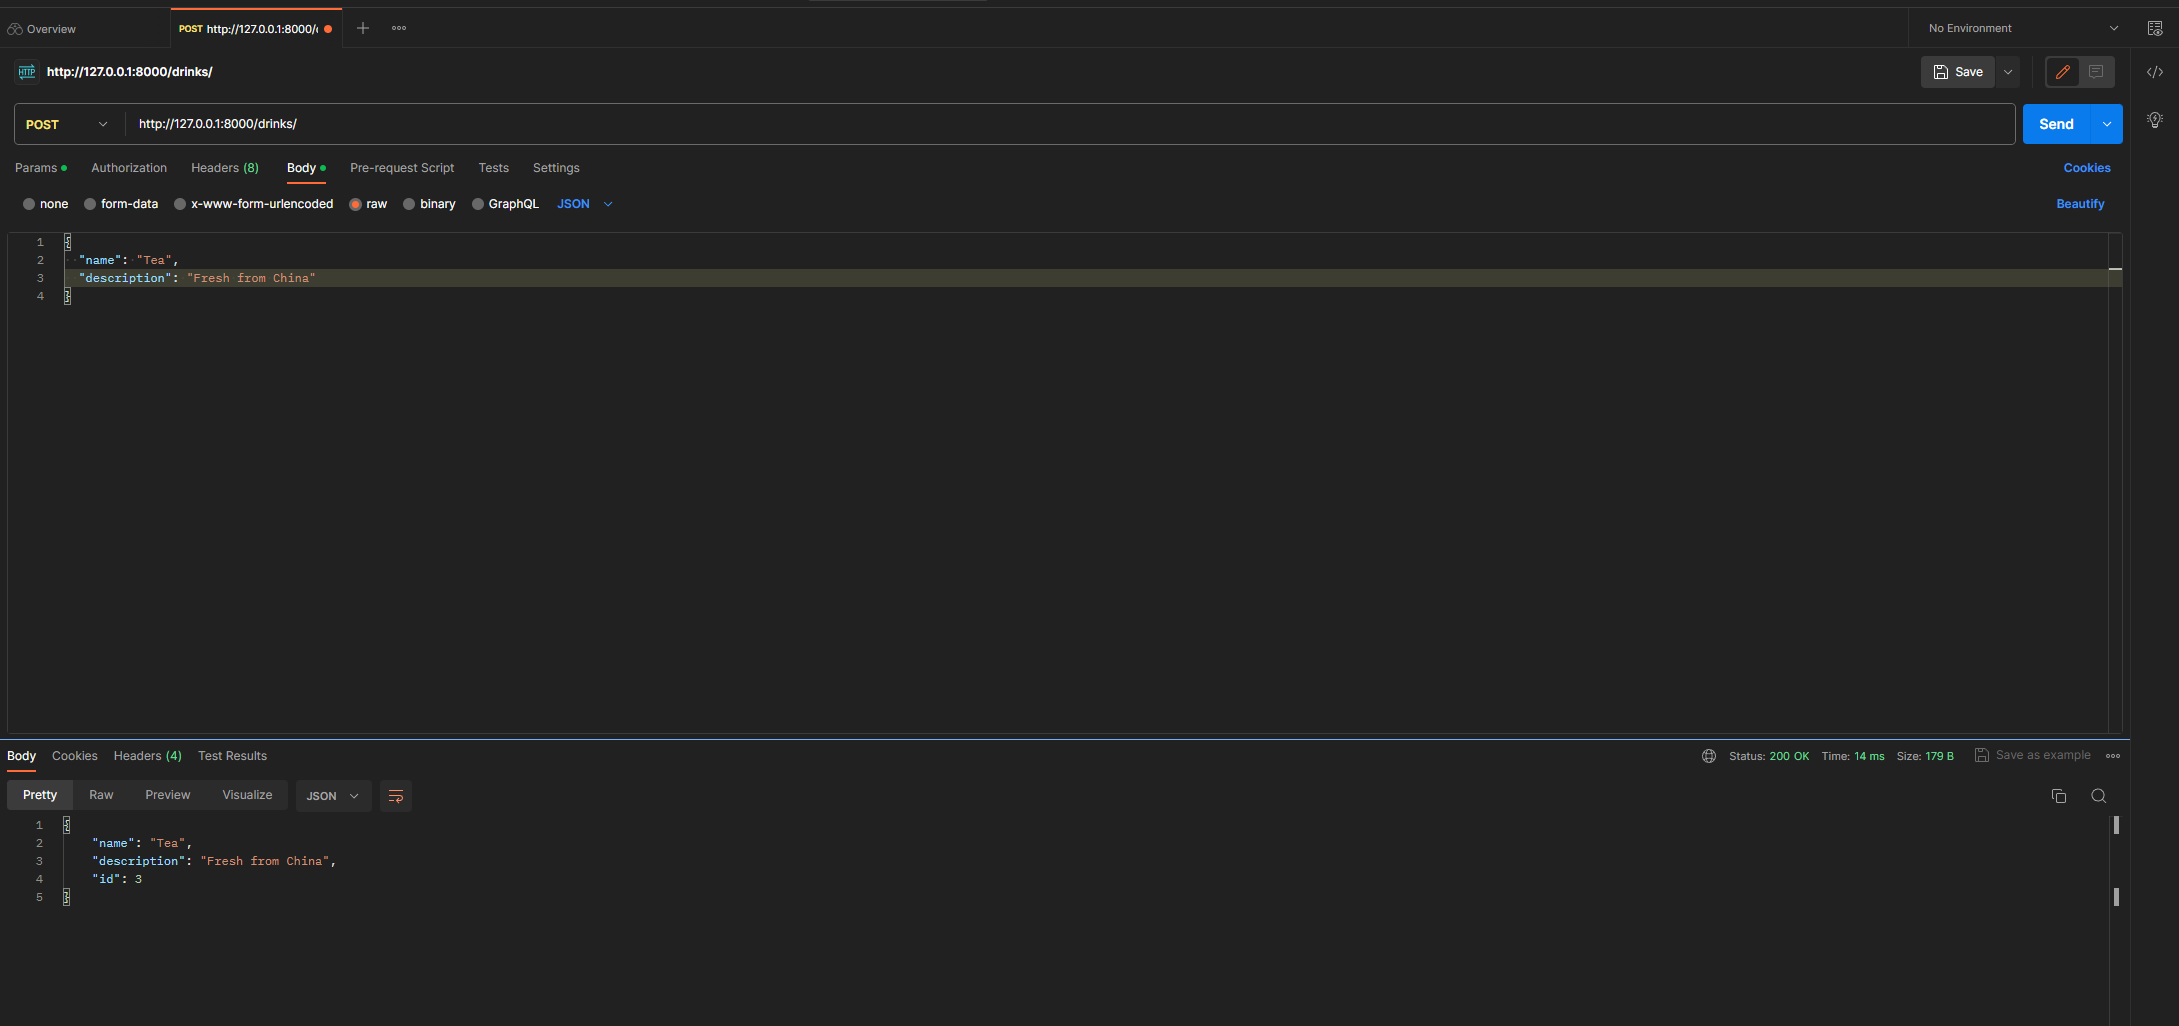 Overview
POST http://127.0.0.1:8000/
No Environment
HTTP http://127.0.0.1:8000/drinks/
Save
POST http://127.0.0.1:8000/drinks/
Send
Params Authorization Headers (8) Body Pre-request Script Tests Settings Cookies
none form-data x-www-form-urlencoded raw binary GraphQL JSON Beautify
1 {
2 "name": "Tea",
3 "description": "Fresh from China"
4 }
Body Cookies Headers (4) Test Results Status: 200 OK Time: 14 ms Size: 179 B Save as example
Pretty Raw Preview Visualize JSON
1 {
2 "name": "Tea",
3 "description": "Fresh from China",
4 "id": 3
5 }